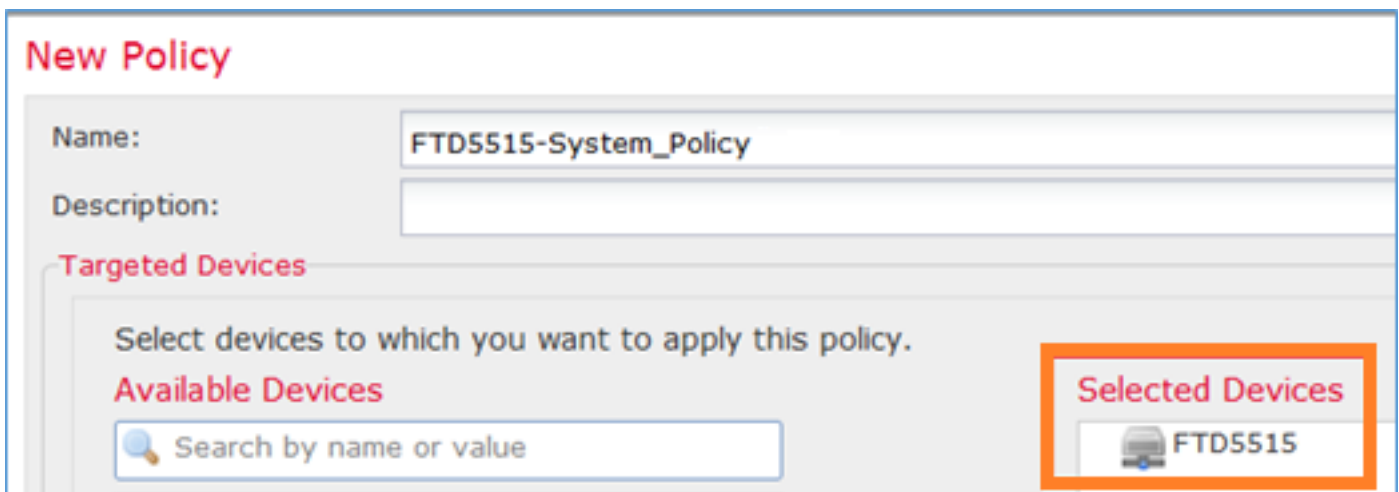 New Policy
Name:
FTD5515-System_Policy
Description:
Targeted Devices
Select devices to which you want to apply this policy.
Available Devices
Search by name or value
Selected Devices
FTD5515